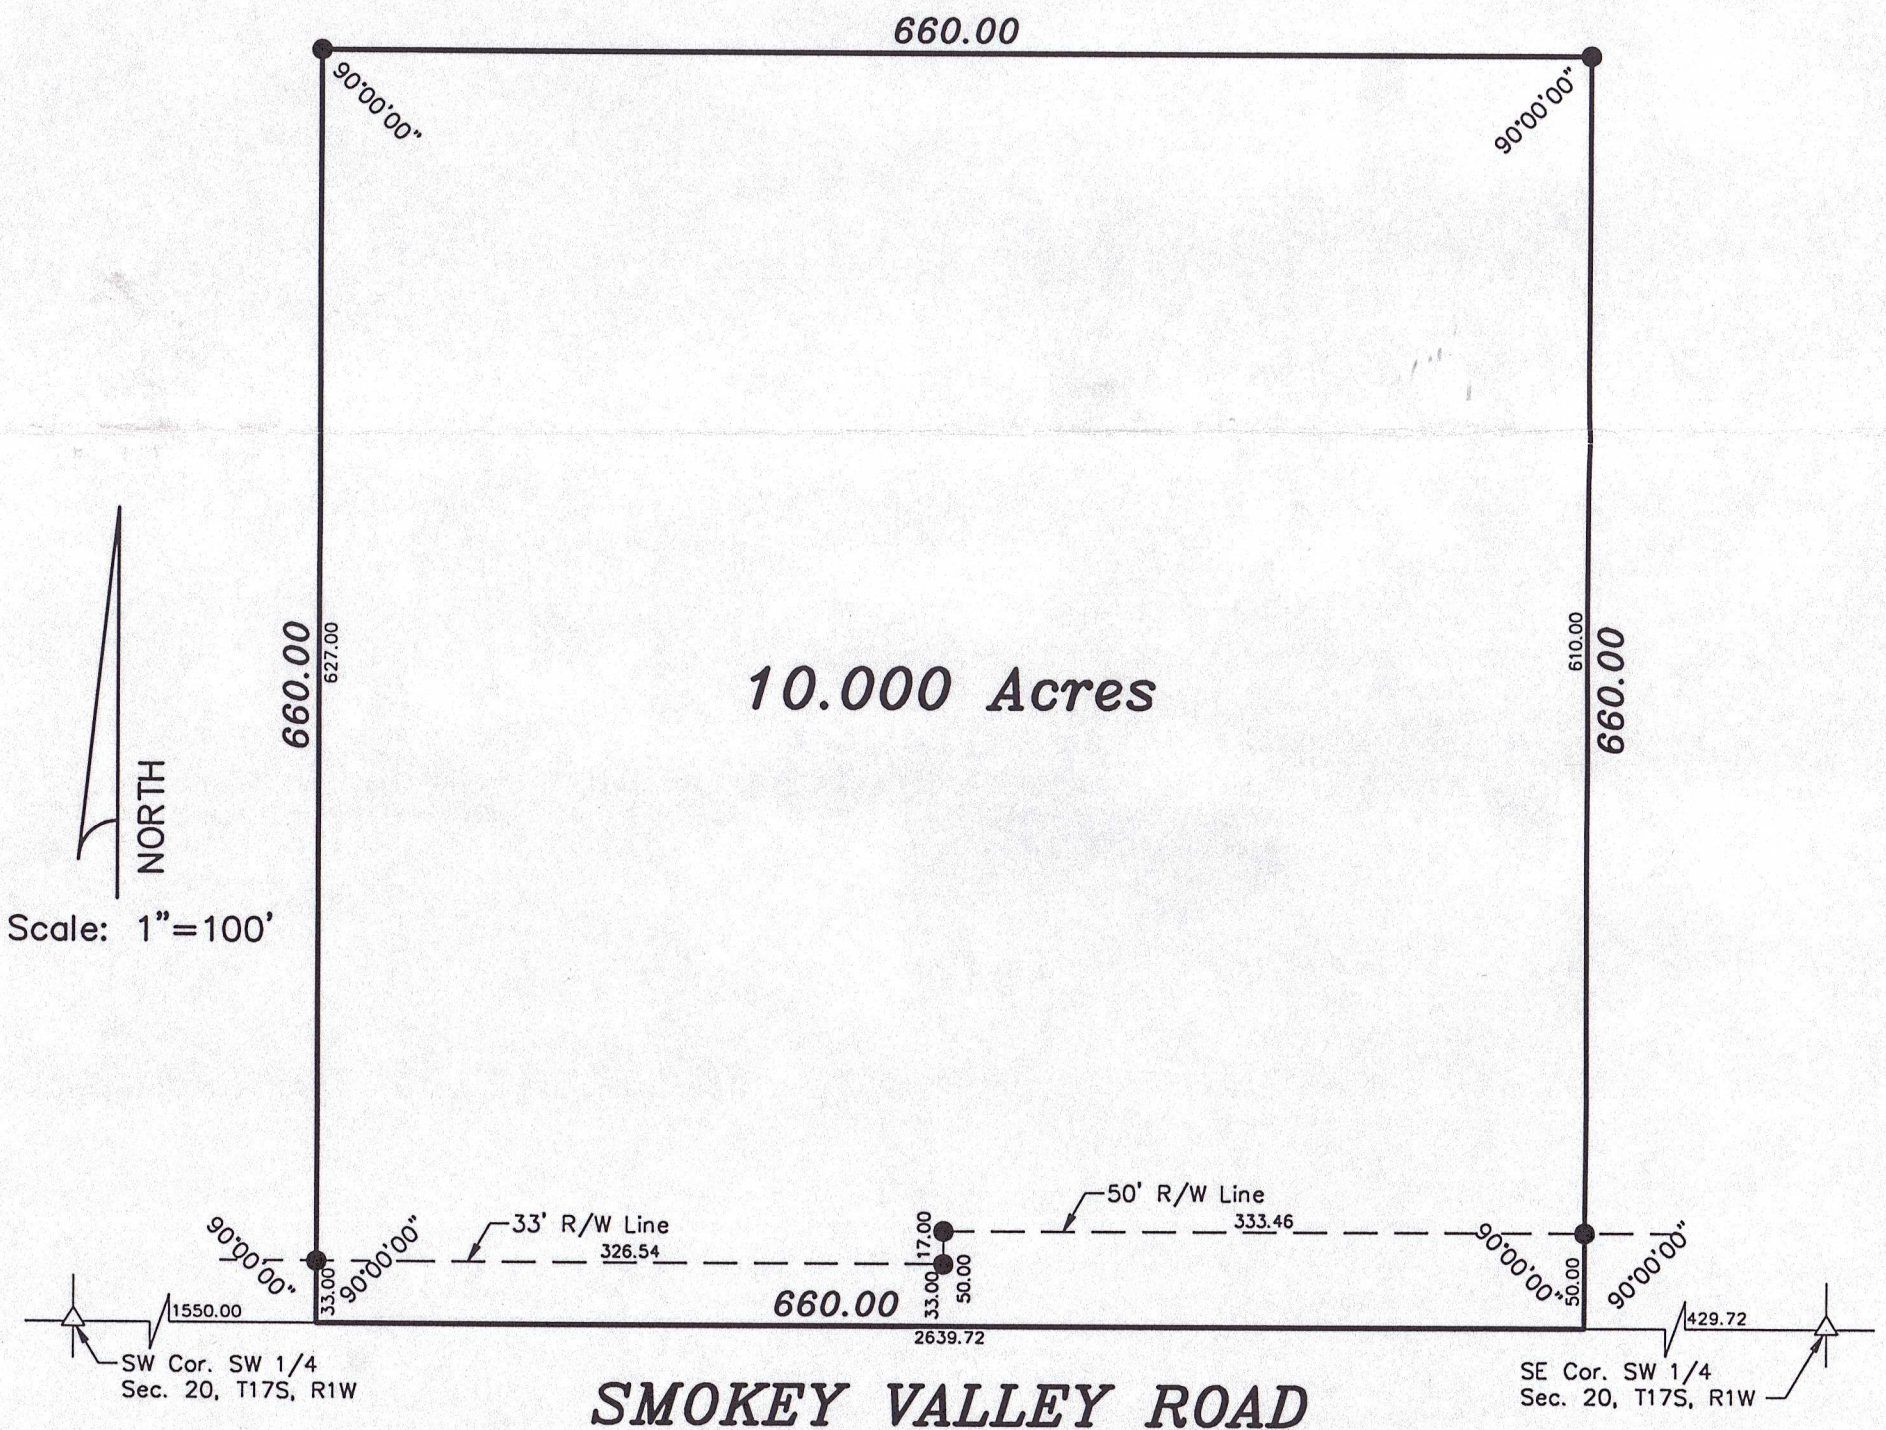 660.00
90°00'00"
90°00'00"
660.00
627.00
610.00
660.00
10.000 Acres
NORTH
Scale: 1"=100'
50' R/W Line
333.46
33' R/W Line
326.54
17.00
90°00'00"
90°00'00"
90°00'00"
90°00'00"
33.00
33.00
50.00
50.00
1550.00
660.00
2639.72
429.72
SW Cor. SW 1/4
Sec. 20, T17S, R1W
SE Cor. SW 1/4
Sec. 20, T17S, R1W
SMOKEY VALLEY ROAD